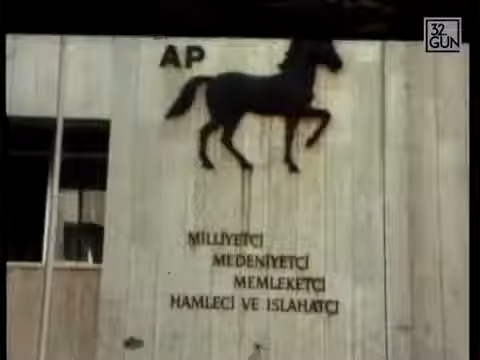 32.
GÜN
AP
MİLLİYETÇİ
MEDENİYETÇİ
MEMLEKETÇİ
HAMLECİ VE ISLAHATÇI